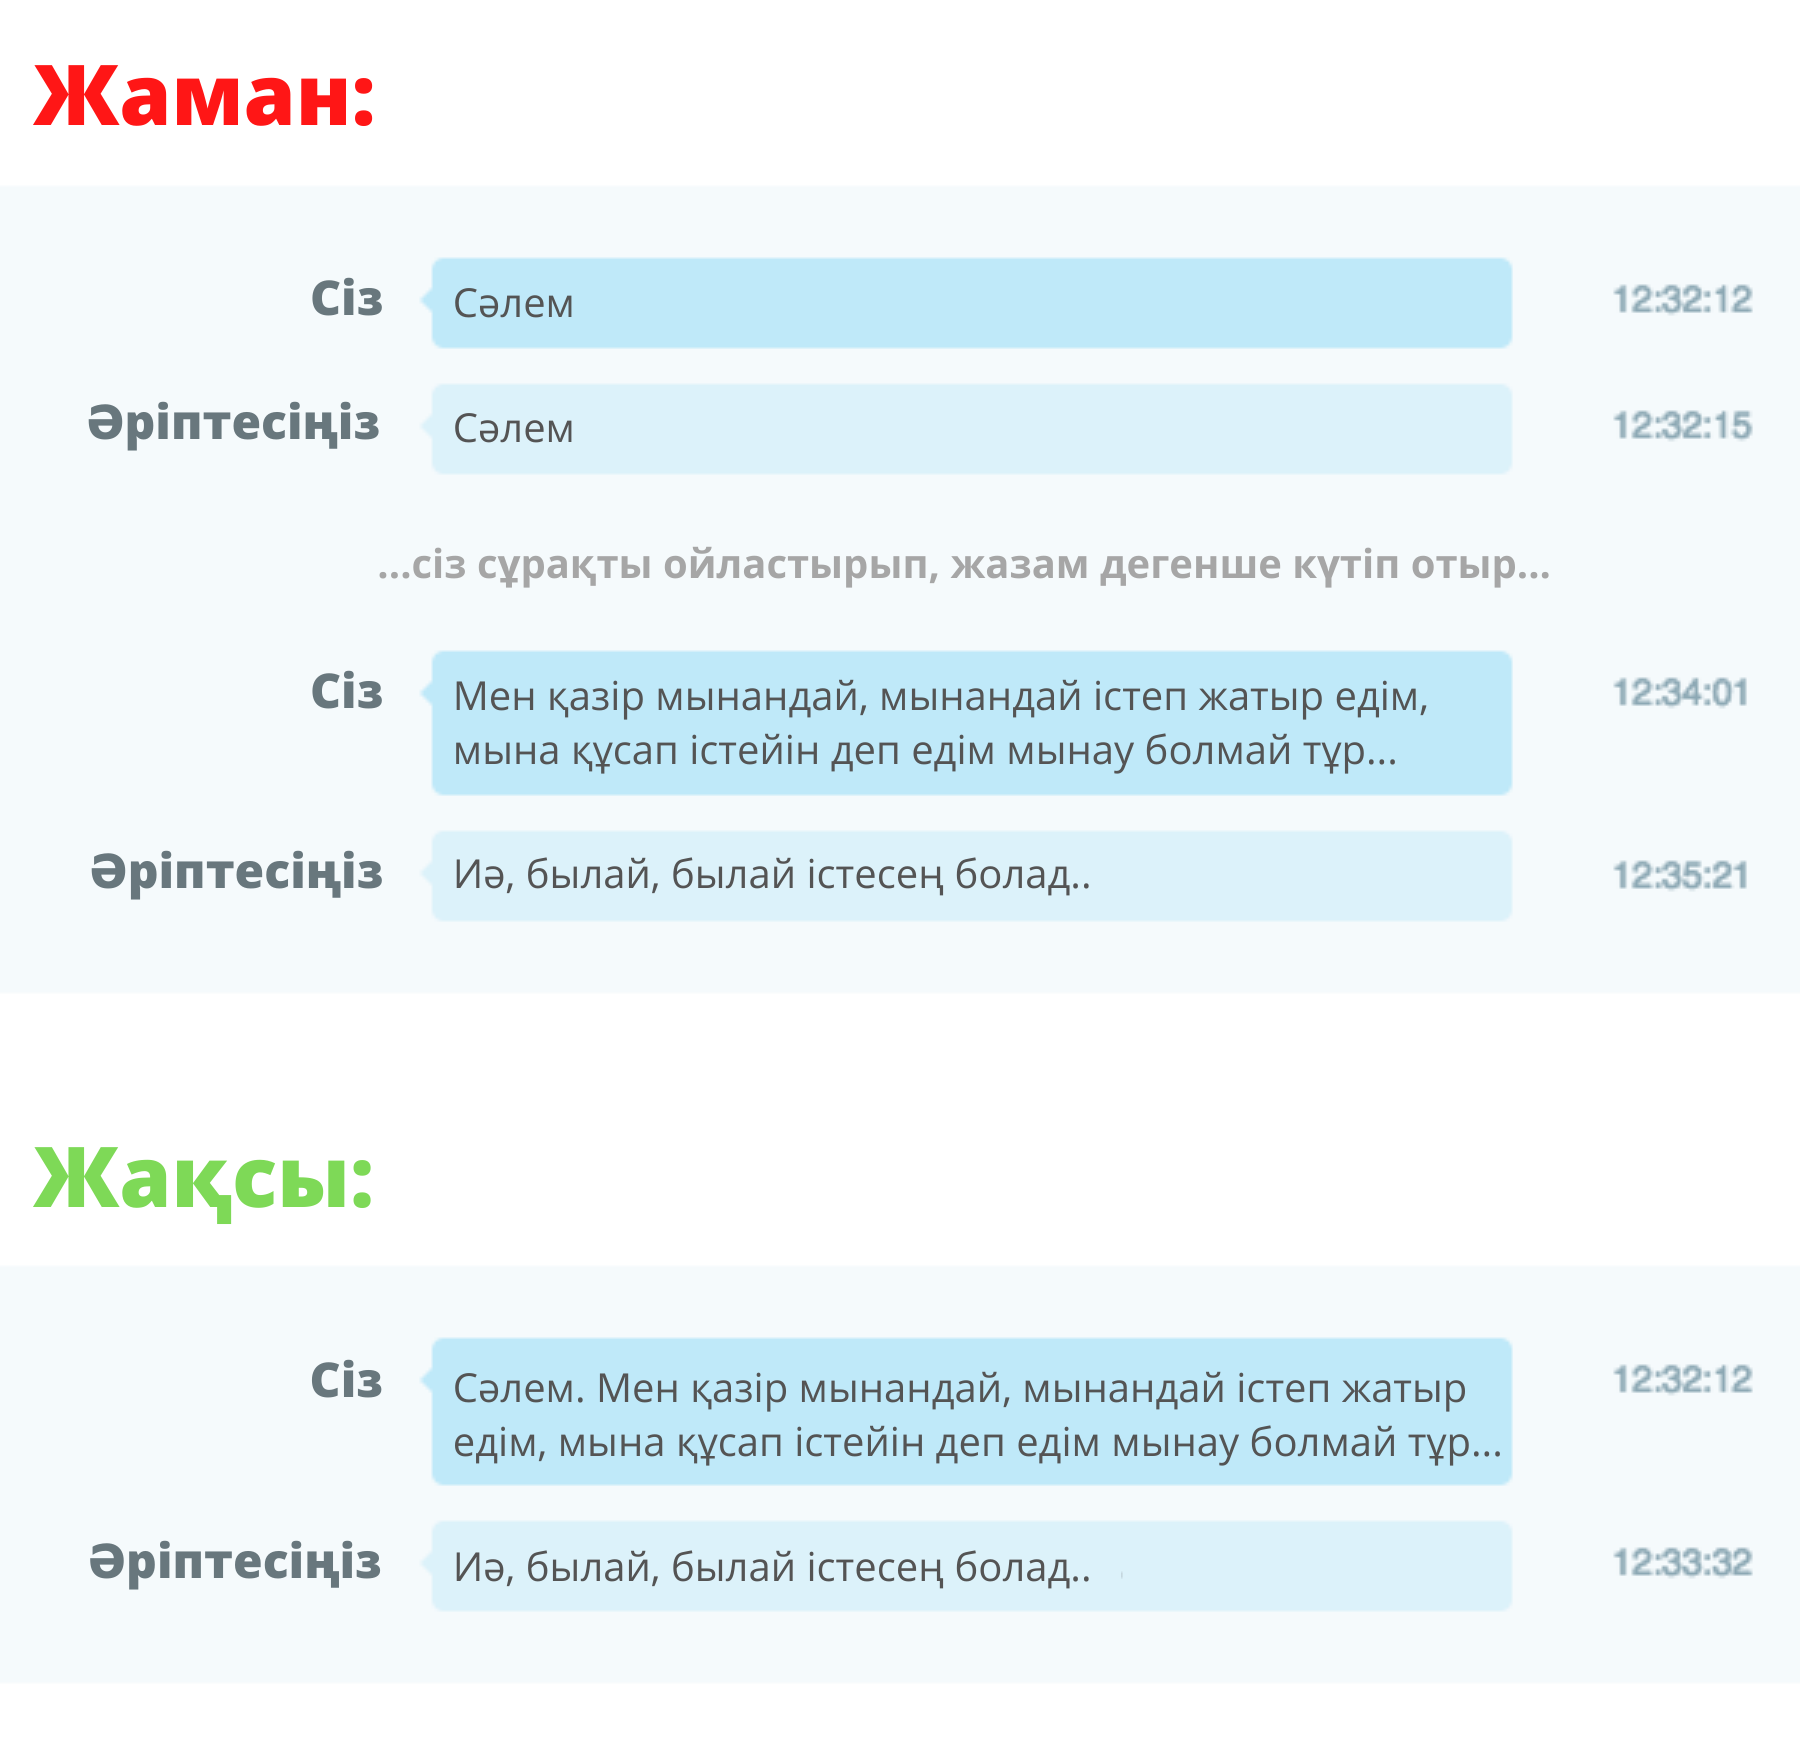 Жаман:
Сіз
Сәлем
12:32:12
Әріптесіңіз
Сәлем
12:32:15
...сіз сұрақты ойластырып, жазам дегенше күтіп отыр...
Сіз
Мен қазір мынандай, мынандай істеп жатыр едім,
12:34:01
мына құсап істейін деп едім мынау болмай тұр...
Әріптесіңіз
Иә, былай, былай істесең болад..
12:35:21
Жақсы:
Сіз
Сәлем. Мен қазір мынандай, мынандай істеп жатыр
12:32:12
едім, мына құсап істейін деп едім мынау болмай тұр...
Әріптесіңіз
Иә, былай, былай істесең болад..
12:33:32